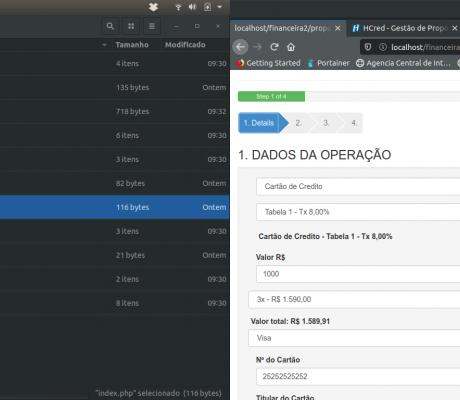 Tamanho Modificado
4 itens 09:30
135 bytes Ontem
718 bytes 09:32
6 itens 09:30
3 itens 09:30
82 bytes Ontem
116 bytes Ontem
3 itens 09:30
21 bytes Ontem
2 itens 09:30
8 itens 09:30
"index.php" selecionado (116 bytes)
localhost/financeira2/propo
HCred - Gestão de Propo
localhost/financeira
Getting Started Portainer Agencia Central de Int...
Step 1 of 4
1. Details 2. 3. 4.
1. DADOS DA OPERAÇÃO
Cartão de Credito
Tabela 1 - Tx 8,00%
Cartão de Credito - Tabela 1 - Tx 8,00%
Valor R$
1000
3x - R$ 1.590,00
Valor total: R$ 1.589,91
Visa
Nº do Cartão
25252525252
Titular do Cartão